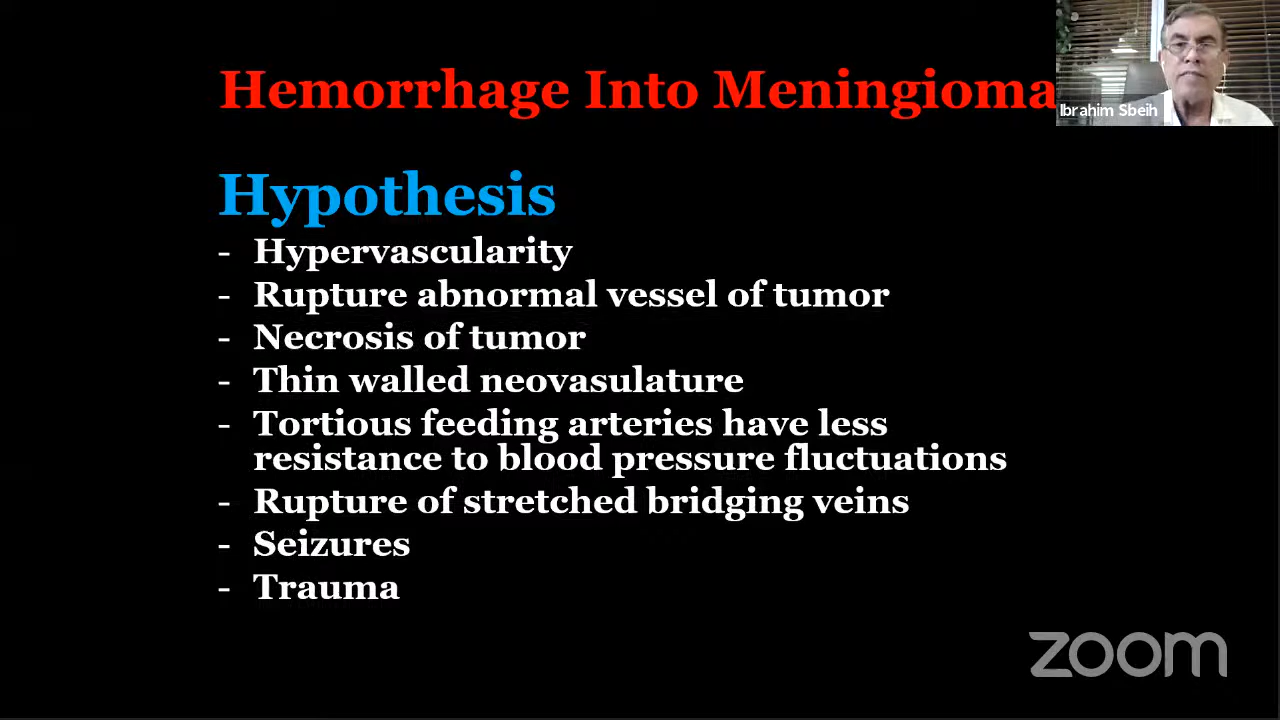 Hemorrhage Into Meningioma
Ibrahim Sbeih
Hypothesis
- Hypervascularity
- Rupture abnormal vessel of tumor
- Necrosis of tumor
- Thin walled neovasulature
- Tortious feeding arteries have less
resistance to blood pressure fluctuations
- Rupture of stretched bridging veins
- Seizures
- Trauma
zoom